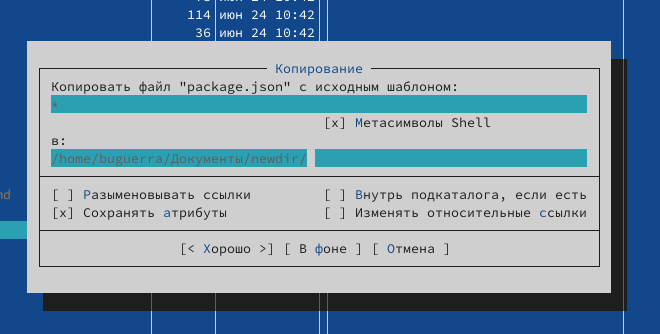 114 июн 24 10:42
36 июн 24 10:42
Копирование
Копировать файл "package.json" с исходным шаблоном:
*
[x] Метасимволы Shell
в:
/home/buguerra/Документы/newdir/
[ ] Разыменовывать ссылки [ ] Внутрь подкаталога, если есть
[x] Сохранять атрибуты [ ] Изменять относительные ссылки
[< Хорошо >] [ В фоне ] [ Отмена ]